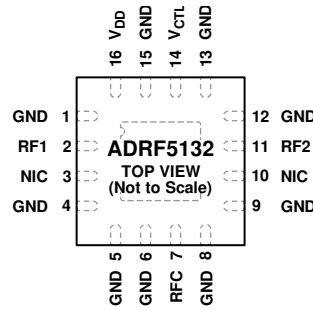 16 VDD
15 GND
14 VCTL
13 GND
GND 1
RF1 2
NIC 3
GND 4
ADRF5132
TOP VIEW
(Not to Scale)
12 GND
11 RF2
10 NIC
9 GND
GND 5
GND 6
RFC 7
GND 8